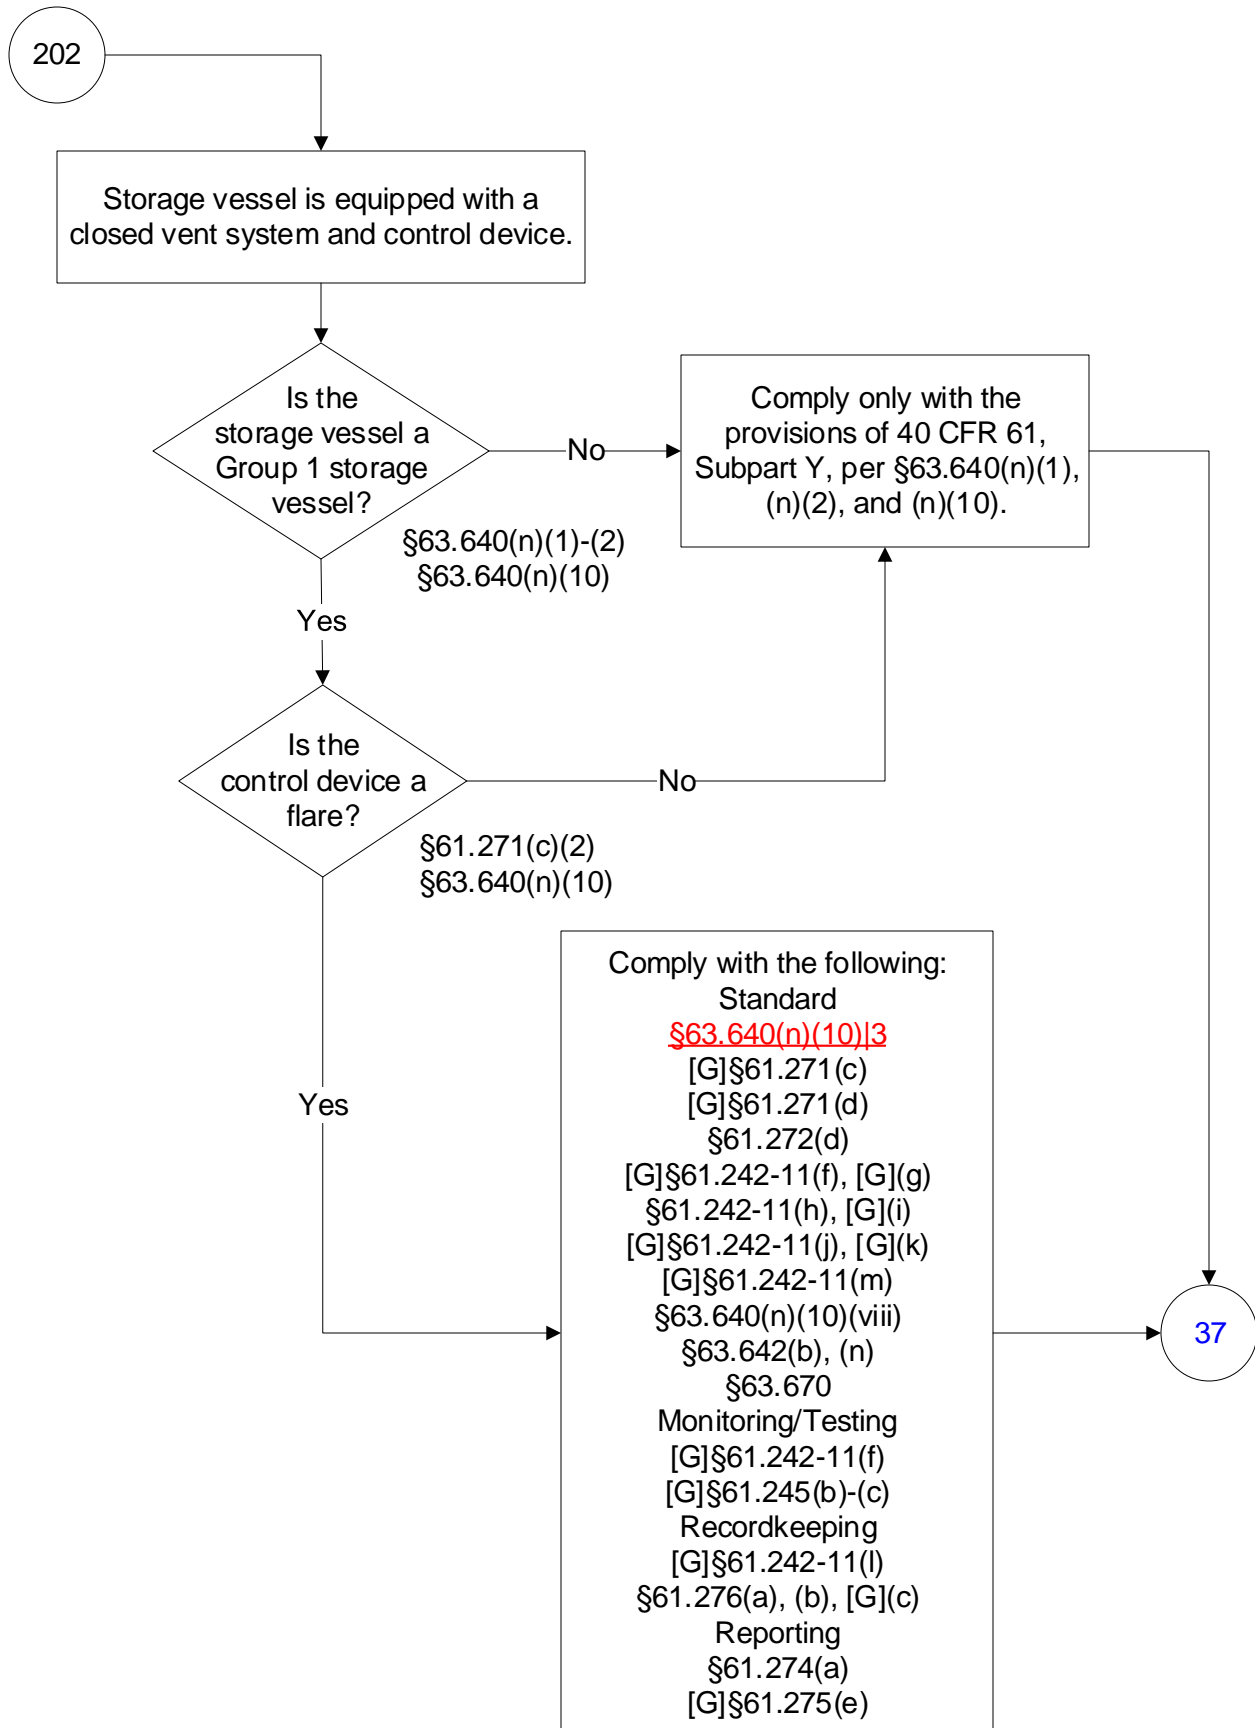 202
Storage vessel is equipped with a
closed vent system and control device.
Is the
storage vessel a
Group 1 storage
vessel?
No
Comply only with the
provisions of 40 CFR 61,
Subpart Y, per §63.640(n)(1),
(n)(2), and (n)(10).
§63.640(n)(1)-(2)
§63.640(n)(10)
Yes
Is the
control device a
flare?
No
§61.271(c)(2)
§63.640(n)(10)
Yes
Comply with the following:
Standard
§63.640(n)(10)|3
[G]§61.271(c)
[G]§61.271(d)
§61.272(d)
[G]§61.242-11(f), [G](g)
§61.242-11(h), [G](i)
[G]§61.242-11(j), [G](k)
[G]§61.242-11(m)
§63.640(n)(10)(viii)
§63.642(b), (n)
§63.670
Monitoring/Testing
[G]§61.242-11(f)
[G]§61.245(b)-(c)
Recordkeeping
[G]§61.242-11(l)
§61.276(a), (b), [G](c)
Reporting
§61.274(a)
[G]§61.275(e)
37